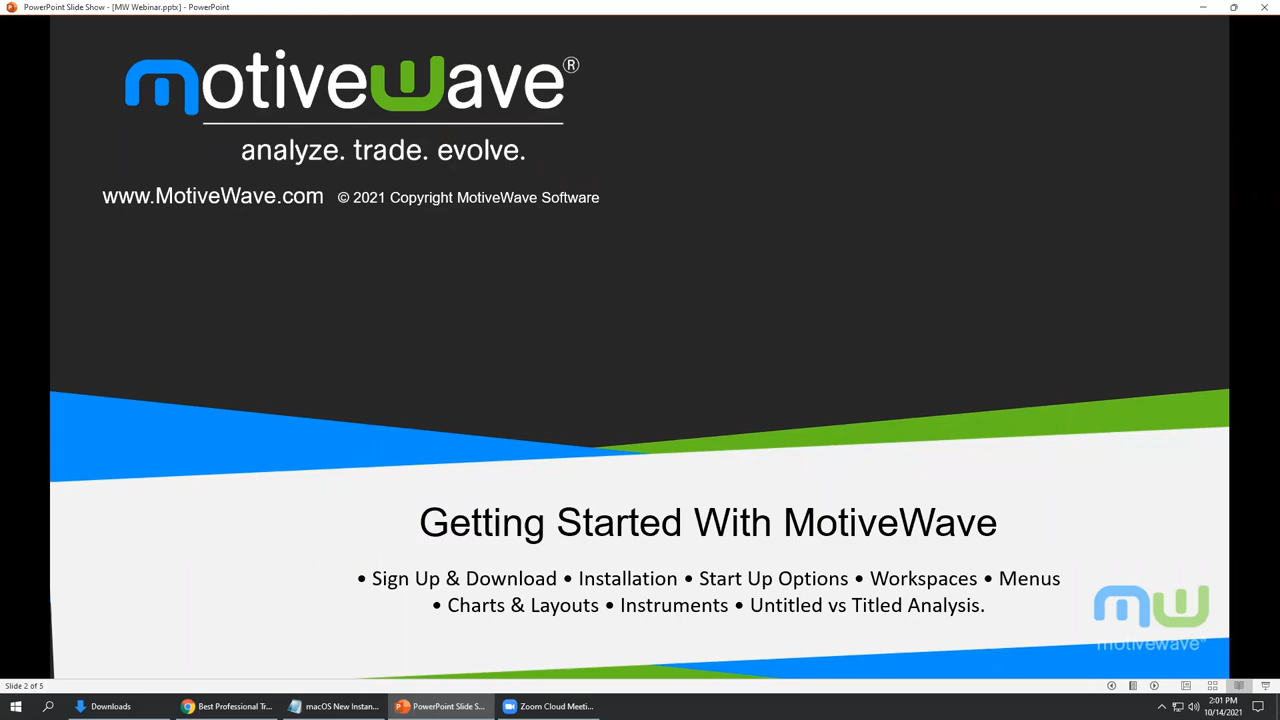 PowerPoint Slide Show - [MW Webinar.pptx] - PowerPoint
motivewave®
analyze. trade. evolve.
www.MotiveWave.com © 2021 Copyright MotiveWave Software
Getting Started With MotiveWave
• Sign Up & Download • Installation • Start Up Options • Workspaces • Menus
• Charts & Layouts • Instruments • Untitled vs Titled Analysis.
mw
motivewave®
Slide 2 of 5
Downloads
Best Professional Tr...
macOS New Instan...
PowerPoint Slide S...
Zoom Cloud Meeti...
2:01 PM
10/14/2021